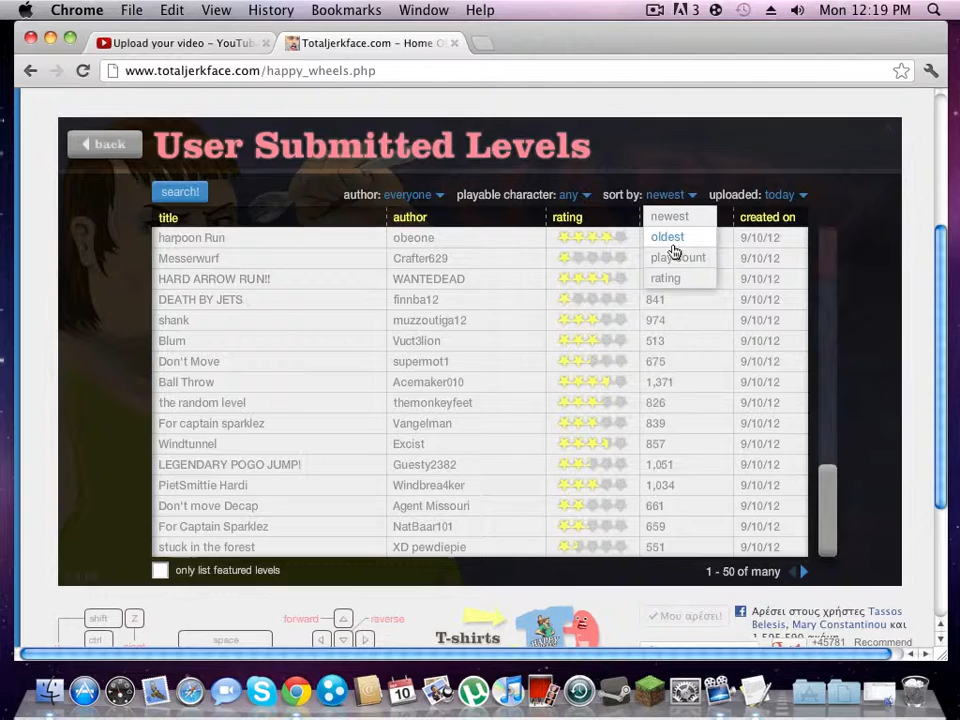 Chrome File Edit View History Bookmarks Window Help 3 Mon 12:19 PM
Upload your video - YouTub
Totaljerkface.com - Home O
www.totaljerkface.com/happy_wheels.php
back
User Submitted Levels
search!
author: everyone playable character: any sort by: newest uploaded: today
title author rating created on
newest
oldest
play count
rating
harpoon Run obeone 9/10/12
Messerwurf Crafter629 9/10/12
HARD ARROW RUN!! WANTEDEAD 9/10/12
DEATH BY JETS finnba12 841 9/10/12
shank muzzoutiga12 974 9/10/12
Blum Vuct3lion 513 9/10/12
Don't Move supermot1 675 9/10/12
Ball Throw Acemaker010 1,371 9/10/12
the random level themonkeyfeet 826 9/10/12
For captain sparklez Vangelman 839 9/10/12
Windtunnel Excist 857 9/10/12
LEGENDARY POGO JUMP! Guesty2382 1,051 9/10/12
PietSmittie Hardi Windbrea4ker 1,034 9/10/12
Don't move Decap Agent Missouri 661 9/10/12
For Captain Sparklez NatBaar101 659 9/10/12
stuck in the forest XD pewdiepie 551 9/10/12
only list featured levels 1 - 50 of many
shift Z forward reverse
ctrl space
T-shirts
Μου αρέσει!
Αρέσει στους χρήστες Tassos
Belesis, Mary Constantinou και
+45781 Recommend
10